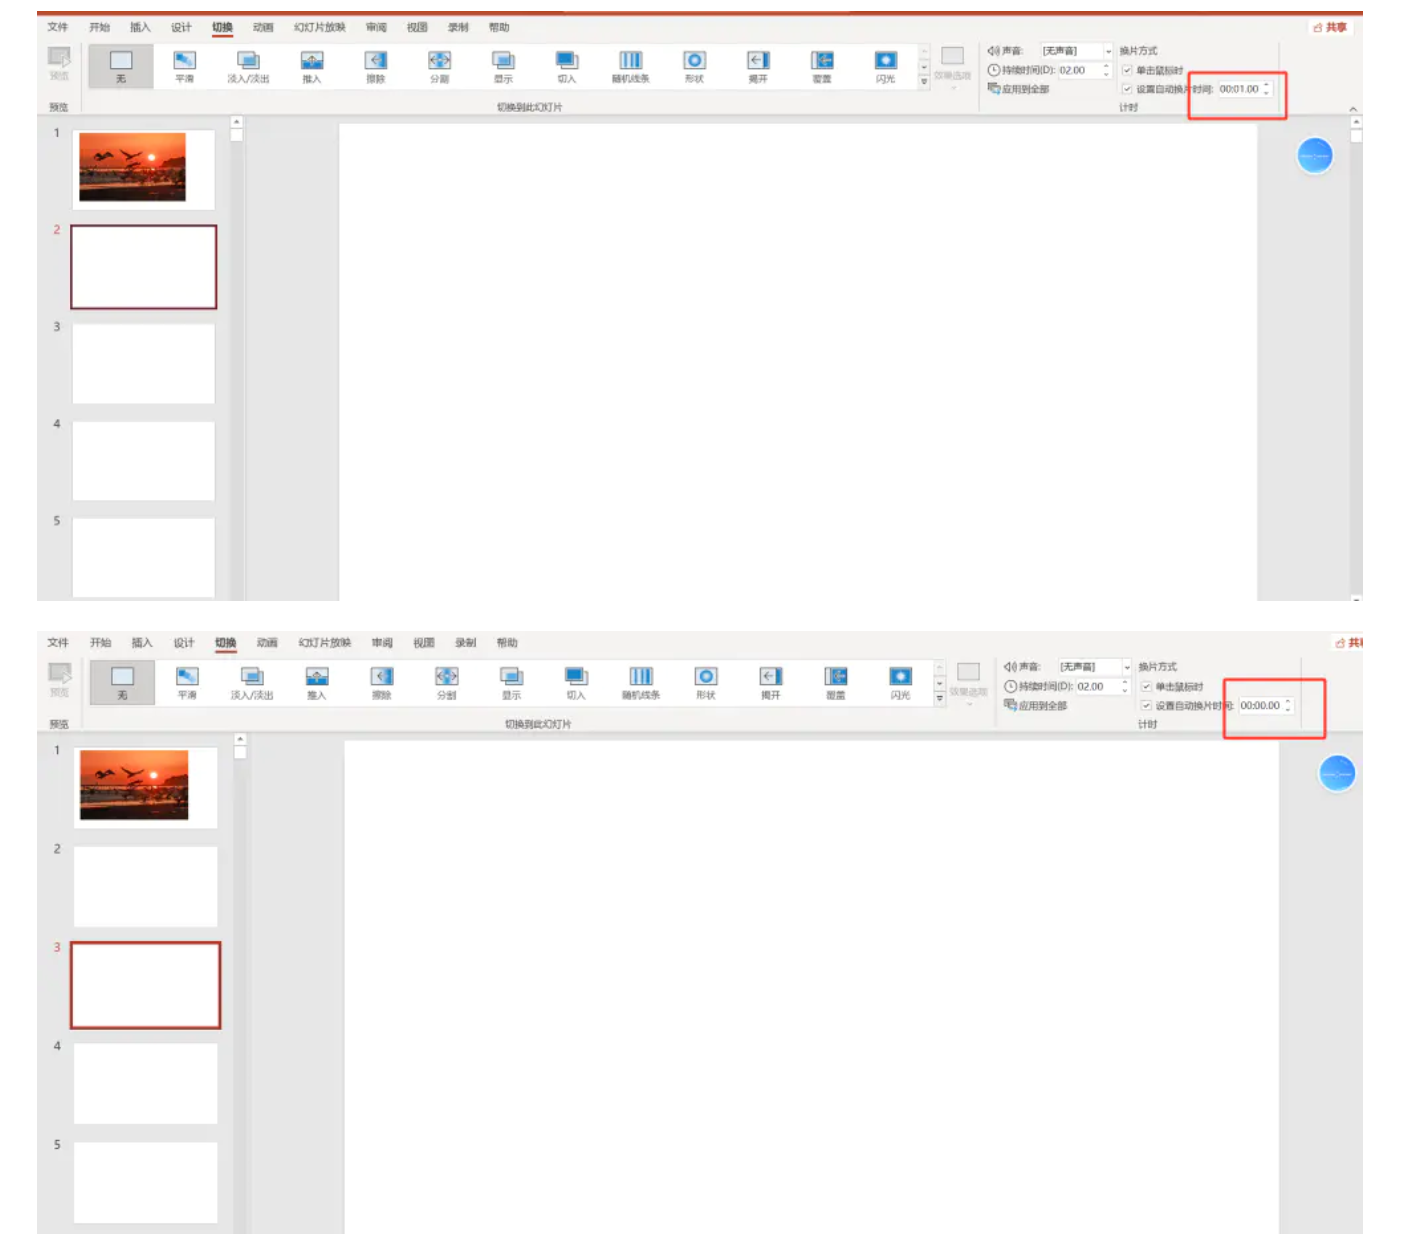 文件 开始 插入 设计 切换 动画 幻灯片放映 审阅 视图 录制 帮助 共享
预览 无 平滑 淡入/淡出 推入 擦除 分割 显示 切入 随机线条 形状 揭开 覆盖 闪光 效果选项
声音: [无声音] 换片方式
持续时间(D): 02.00 单击鼠标时
应用到全部 设置自动换片时间: 00:01.00
预览 切换到此幻灯片 计时
1
2
3
4
5
文件 开始 插入 设计 切换 动画 幻灯片放映 审阅 视图 录制 帮助 共
预览 无 平滑 淡入/淡出 推入 擦除 分割 显示 切入 随机线条 形状 揭开 覆盖 闪光 效果选项
声音: [无声音] 换片方式
持续时间(D): 02.00 单击鼠标时
应用到全部 设置自动换片时间: 00:00.00
预览 切换到此幻灯片 计时
1
2
3
4
5